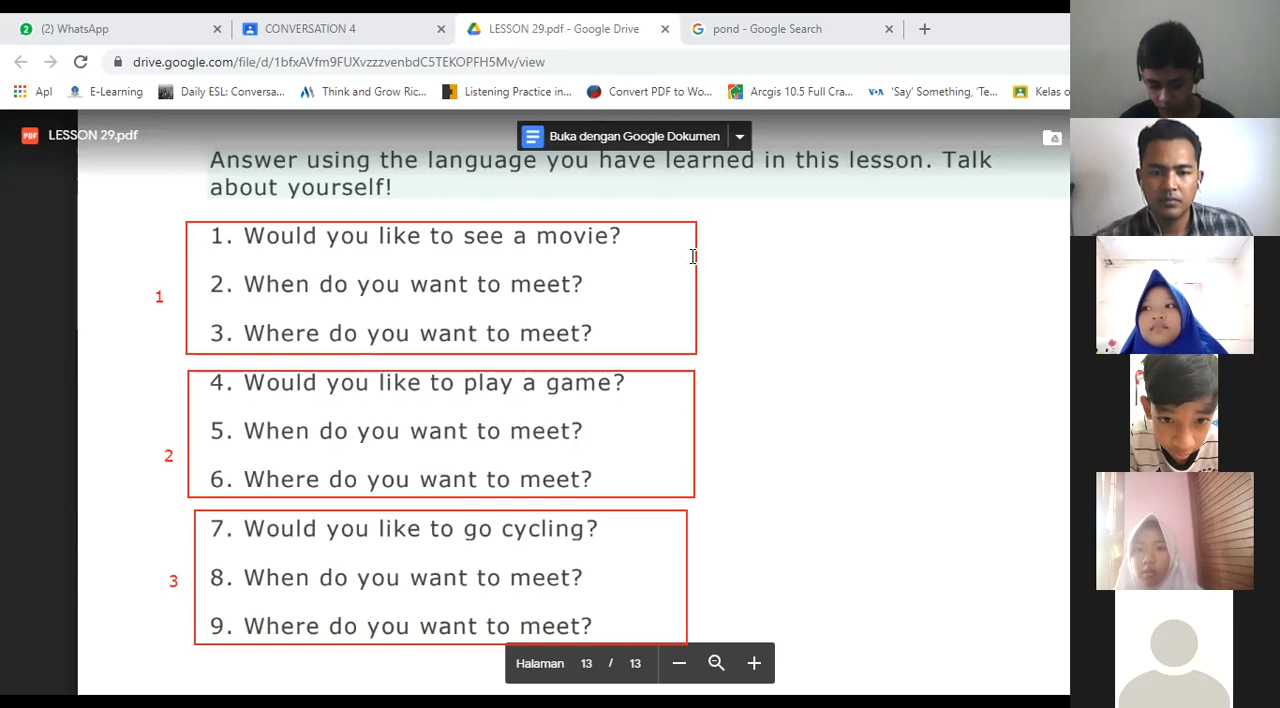 2 (2) WhatsApp
CONVERSATION 4
LESSON 29.pdf - Google Drive
pond - Google Search
drive.google.com/file/d/1bfxAVfm9FUXvzzzvenbdC5TEKOPFH5Mv/view
Apl
E-Learning
Daily ESL: Conversa...
Think and Grow Ric...
Listening Practice in...
Convert PDF to Wo...
Arcgis 10.5 Full Cra...
VOA 'Say' Something, 'Te...
Kelas o
PDF LESSON 29.pdf
Buka dengan Google Dokumen
Answer using the language you have learned in this lesson. Talk
about yourself!
1. Would you like to see a movie?
2. When do you want to meet?
1
3. Where do you want to meet?
4. Would you like to play a game?
5. When do you want to meet?
2
6. Where do you want to meet?
7. Would you like to go cycling?
3
8. When do you want to meet?
9. Where do you want to meet?
Halaman 13 / 13